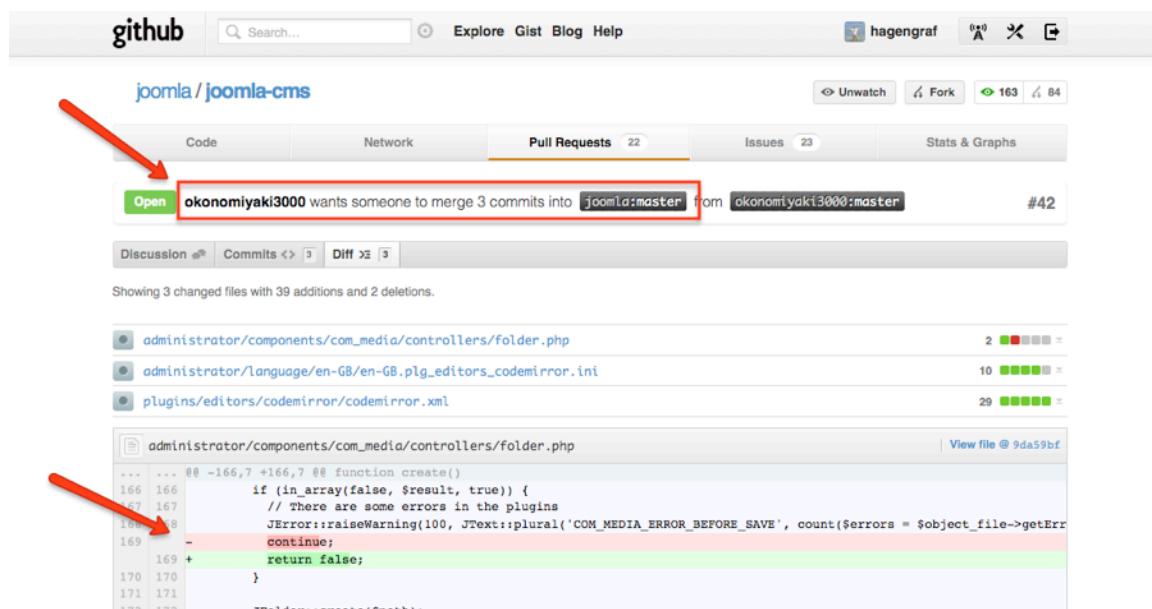 github Search... Explore Gist Blog Help hagengraf
joomla / joomla-cms Unwatch Fork 163 84
Code Network Pull Requests 22 Issues 23 Stats & Graphs
Open okonomiyaki3000 wants someone to merge 3 commits into joomla:master from okonomiyaki3000:master #42
Discussion Commits <> 3 Diff 3
Showing 3 changed files with 39 additions and 2 deletions.
administrator/components/com_media/controllers/folder.php 2
administrator/language/en-GB/en-GB.plg_editors_codemirror.ini 10
plugins/editors/codemirror/codemirror.xml 29
administrator/components/com_media/controllers/folder.php View file @ 9da59bf
... ... @@ -166,7 +166,7 @@ function create()
166 166 if (in_array(false, $result, true)) {
167 167 // There are some errors in the plugins
168 168 JError::raiseWarning(100, JText::plural('COM_MEDIA_ERROR_BEFORE_SAVE', count($errors = $object_file->getErr
169 - continue;
169 + return false;
170 170 }
171 171